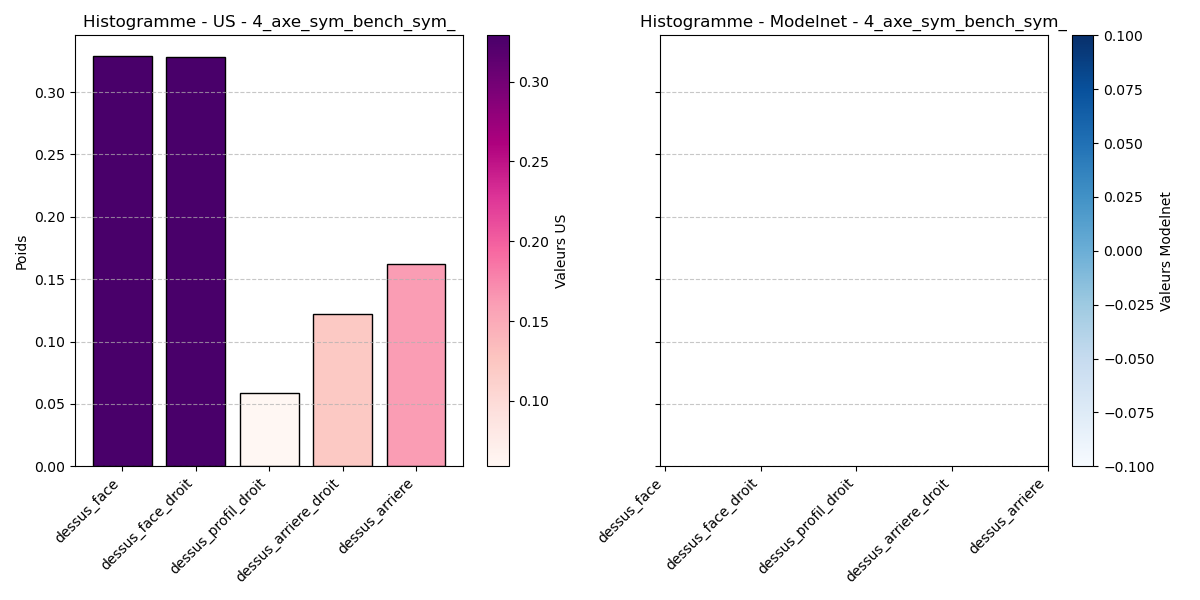 Histogramme - US - 4_axe_sym_bench_sym_
Poids
0.30
0.25
0.20
0.15
0.10
0.05
0.00
dessus_face
dessus_face_droit
dessus_profil_droit
dessus_arriere_droit
dessus_arriere
0.30
0.25
0.20
0.15
0.10
Valeurs US
Histogramme - Modelnet - 4_axe_sym_bench_sym_
dessus_face
dessus_face_droit
dessus_profil_droit
dessus_arriere_droit
dessus_arriere
0.100
0.075
0.050
0.025
0.000
−0.025
−0.050
−0.075
−0.100
Valeurs Modelnet